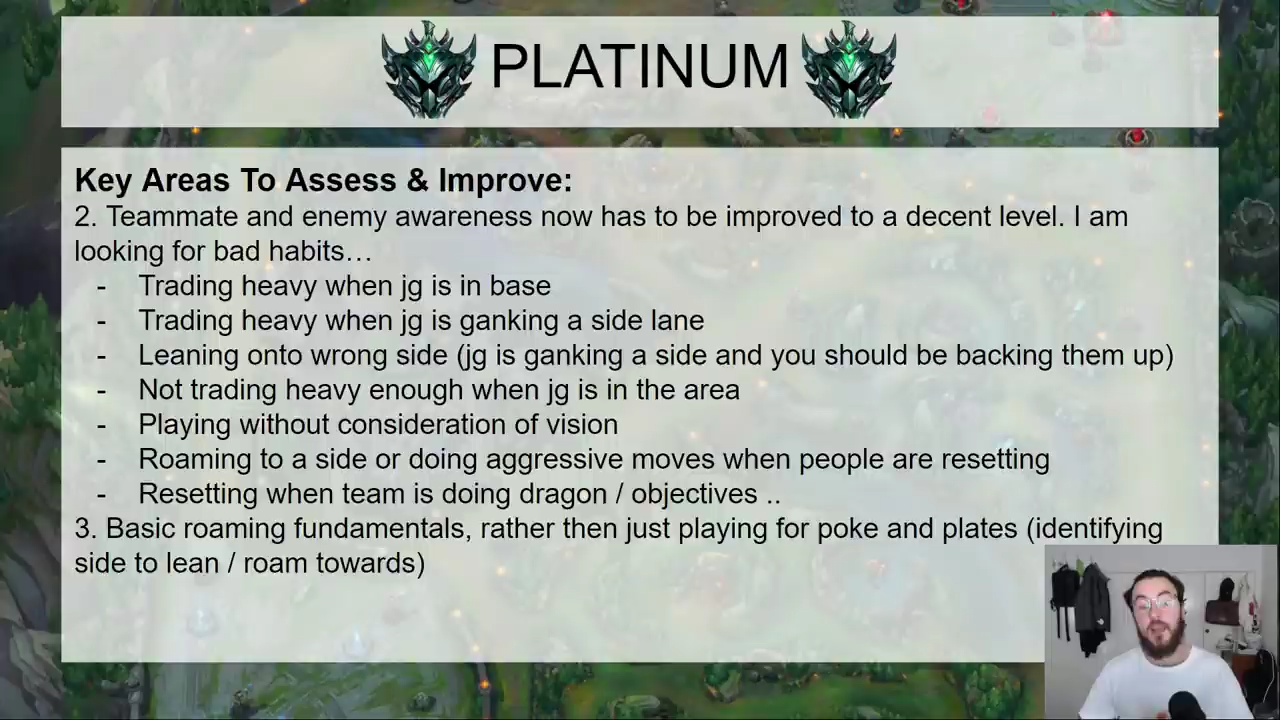 PLATINUM
Key Areas To Assess & Improve:
2. Teammate and enemy awareness now has to be improved to a decent level. I am
looking for bad habits…
- Trading heavy when jg is in base
- Trading heavy when jg is ganking a side lane
- Leaning onto wrong side (jg is ganking a side and you should be backing them up)
- Not trading heavy enough when jg is in the area
- Playing without consideration of vision
- Roaming to a side or doing aggressive moves when people are resetting
- Resetting when team is doing dragon / objectives ..
3. Basic roaming fundamentals, rather then just playing for poke and plates (identifying
side to lean / roam towards)